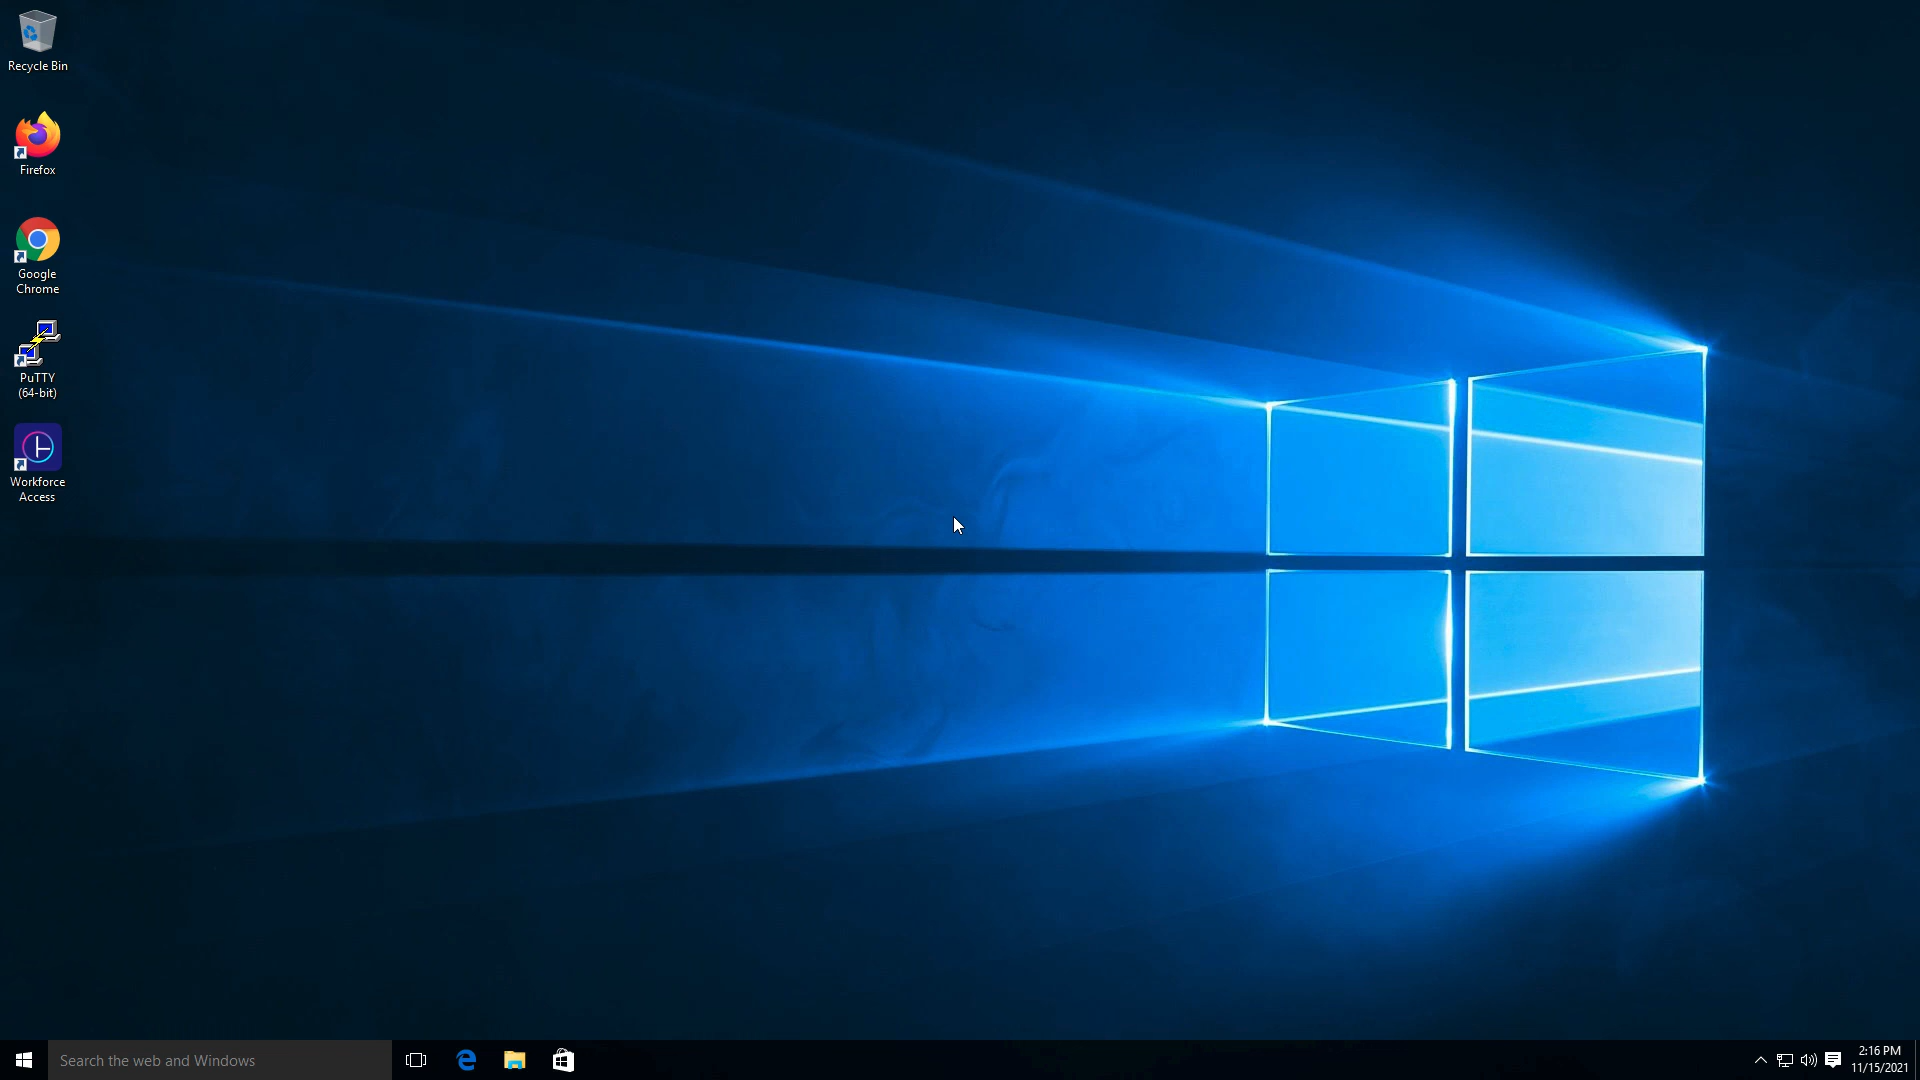 Recycle Bin
Firefox
Google
Chrome
PuTTY
(64-bit)
Workforce
Access
Search the web and Windows
2:16 PM
11/15/2021